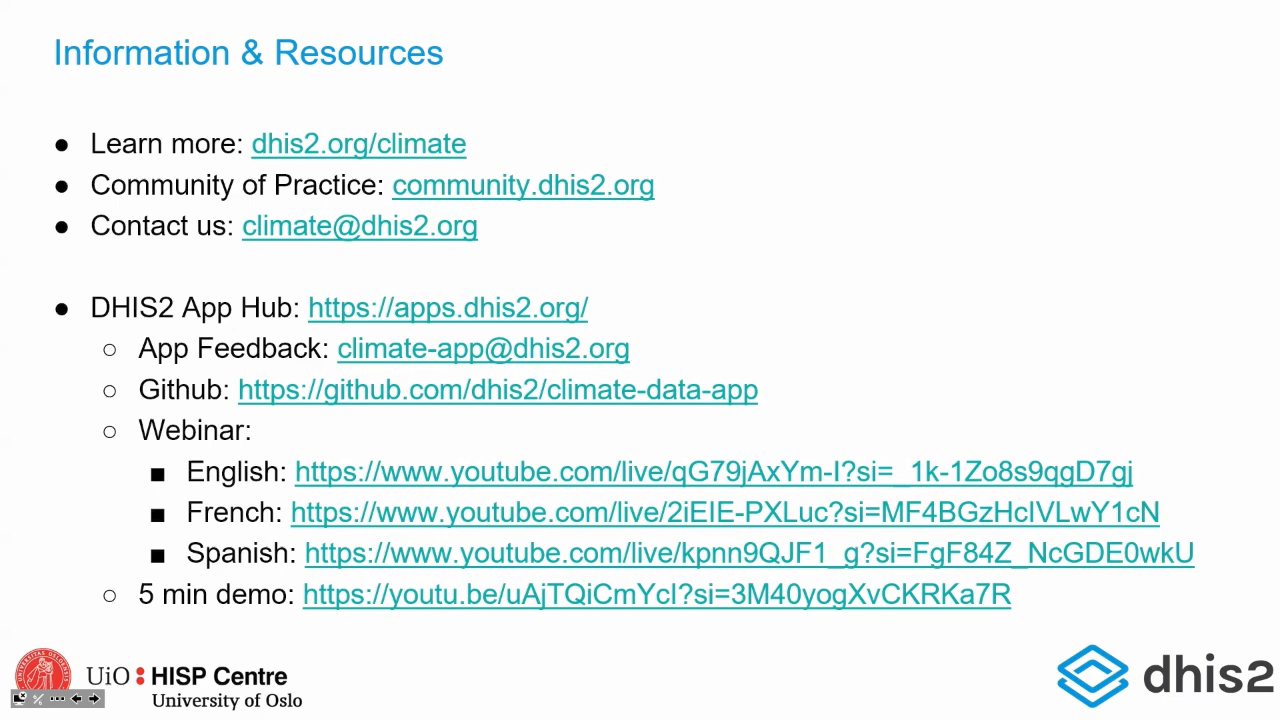 Information & Resources
● Learn more: dhis2.org/climate
● Community of Practice: community.dhis2.org
● Contact us: climate@dhis2.org
● DHIS2 App Hub: https://apps.dhis2.org/
○ App Feedback: climate-app@dhis2.org
○ Github: https://github.com/dhis2/climate-data-app
○ Webinar:
■ English: https://www.youtube.com/live/qG79jAxYm-I?si=_1k-1Zo8s9qgD7gj
■ French: https://www.youtube.com/live/2iEIE-PXLuc?si=MF4BGzHcIVLwY1cN
■ Spanish: https://www.youtube.com/live/kpnn9QJF1_g?si=FgF84Z_NcGDE0wkU
○ 5 min demo: https://youtu.be/uAjTQiCmYcI?si=3M40yogXvCKRKa7R
UiO HISP Centre
University of Oslo
dhis2